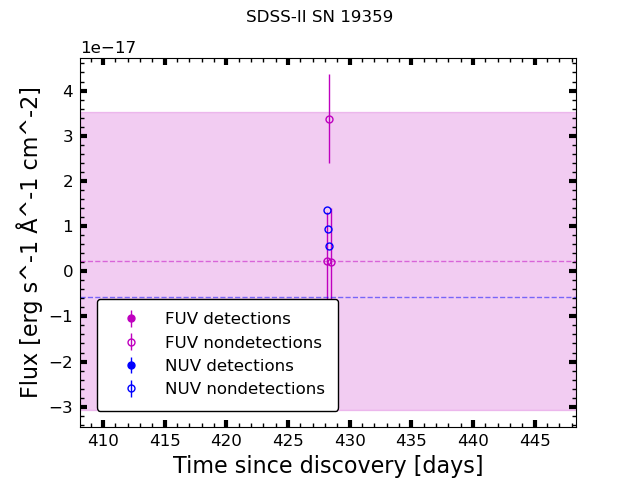 SDSS-II SN 19359
1e−17
4
3
2
1
0
−1
−2
−3
Flux [erg s^-1 Å^-1 cm^-2]
FUV detections
FUV nondetections
NUV detections
NUV nondetections
410 415 420 425 430 435 440 445
Time since discovery [days]